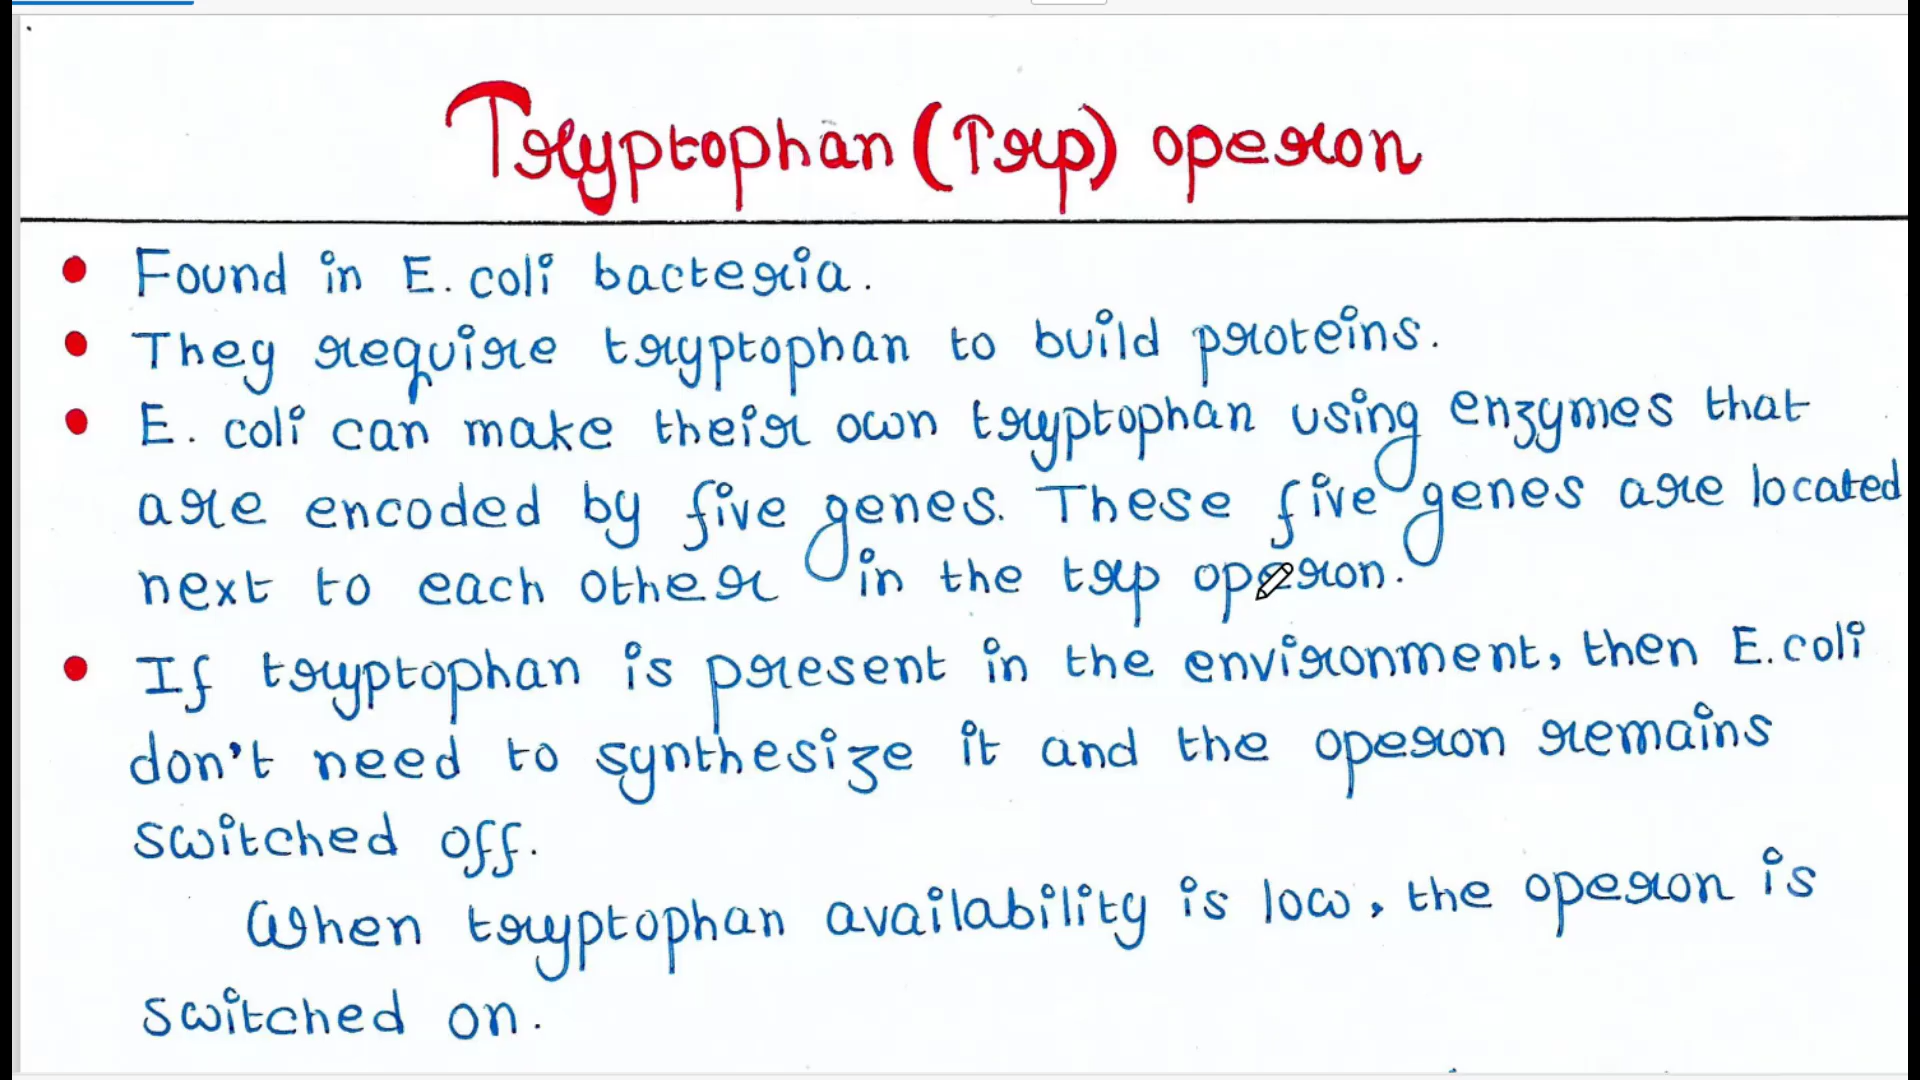 Tryptophan (Trp) operon
Found in E. coli bacteria.
They require tryptophan to build proteins.
E. coli can make their own tryptophan using enzymes that
are encoded by five genes. These five genes are located
next to each other in the trp operon.
If tryptophan is present in the environment, then E. coli
don't need to synthesize it and the operon remains
switched off.
When tryptophan availability is low, the operon is
switched on.